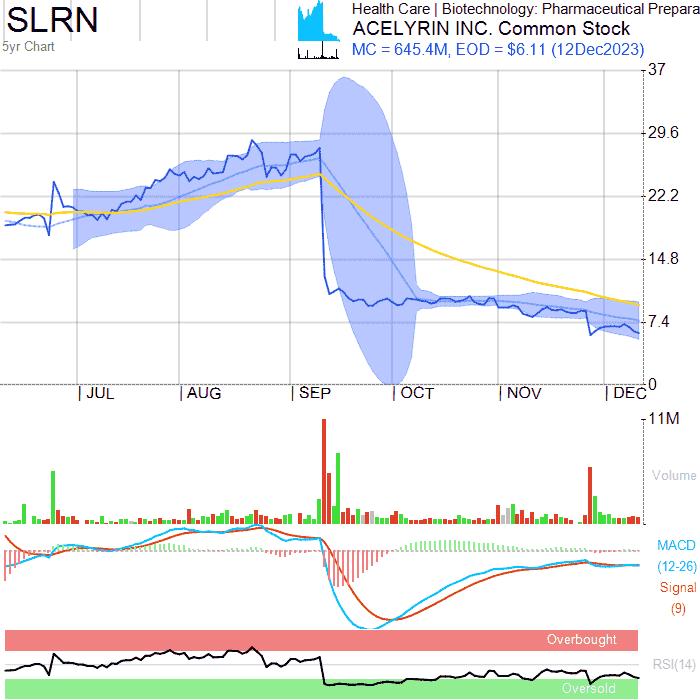 SLRN
5yr Chart
Health Care | Biotechnology: Pharmaceutical Prepara
ACELYRIN INC. Common Stock
MC = 645.4M, EOD = $6.11 (12Dec2023)
37
29.6
22.2
14.8
7.4
0
| JUL | AUG | SEP | OCT | NOV | DEC
11M
Volume
MACD
(12-26)
Signal
(9)
Overbought
RSI(14)
Oversold